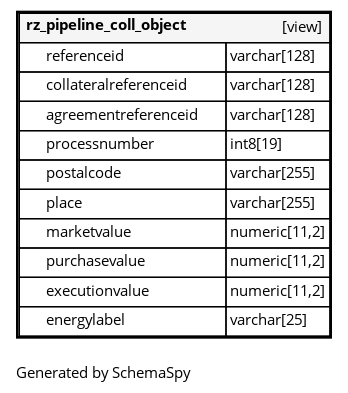 rz_pipeline_coll_object [view]
referenceid varchar[128]
collateralreferenceid varchar[128]
agreementreferenceid varchar[128]
processnumber int8[19]
postalcode varchar[255]
place varchar[255]
marketvalue numeric[11,2]
purchasevalue numeric[11,2]
executionvalue numeric[11,2]
energylabel varchar[25]
Generated by SchemaSpy